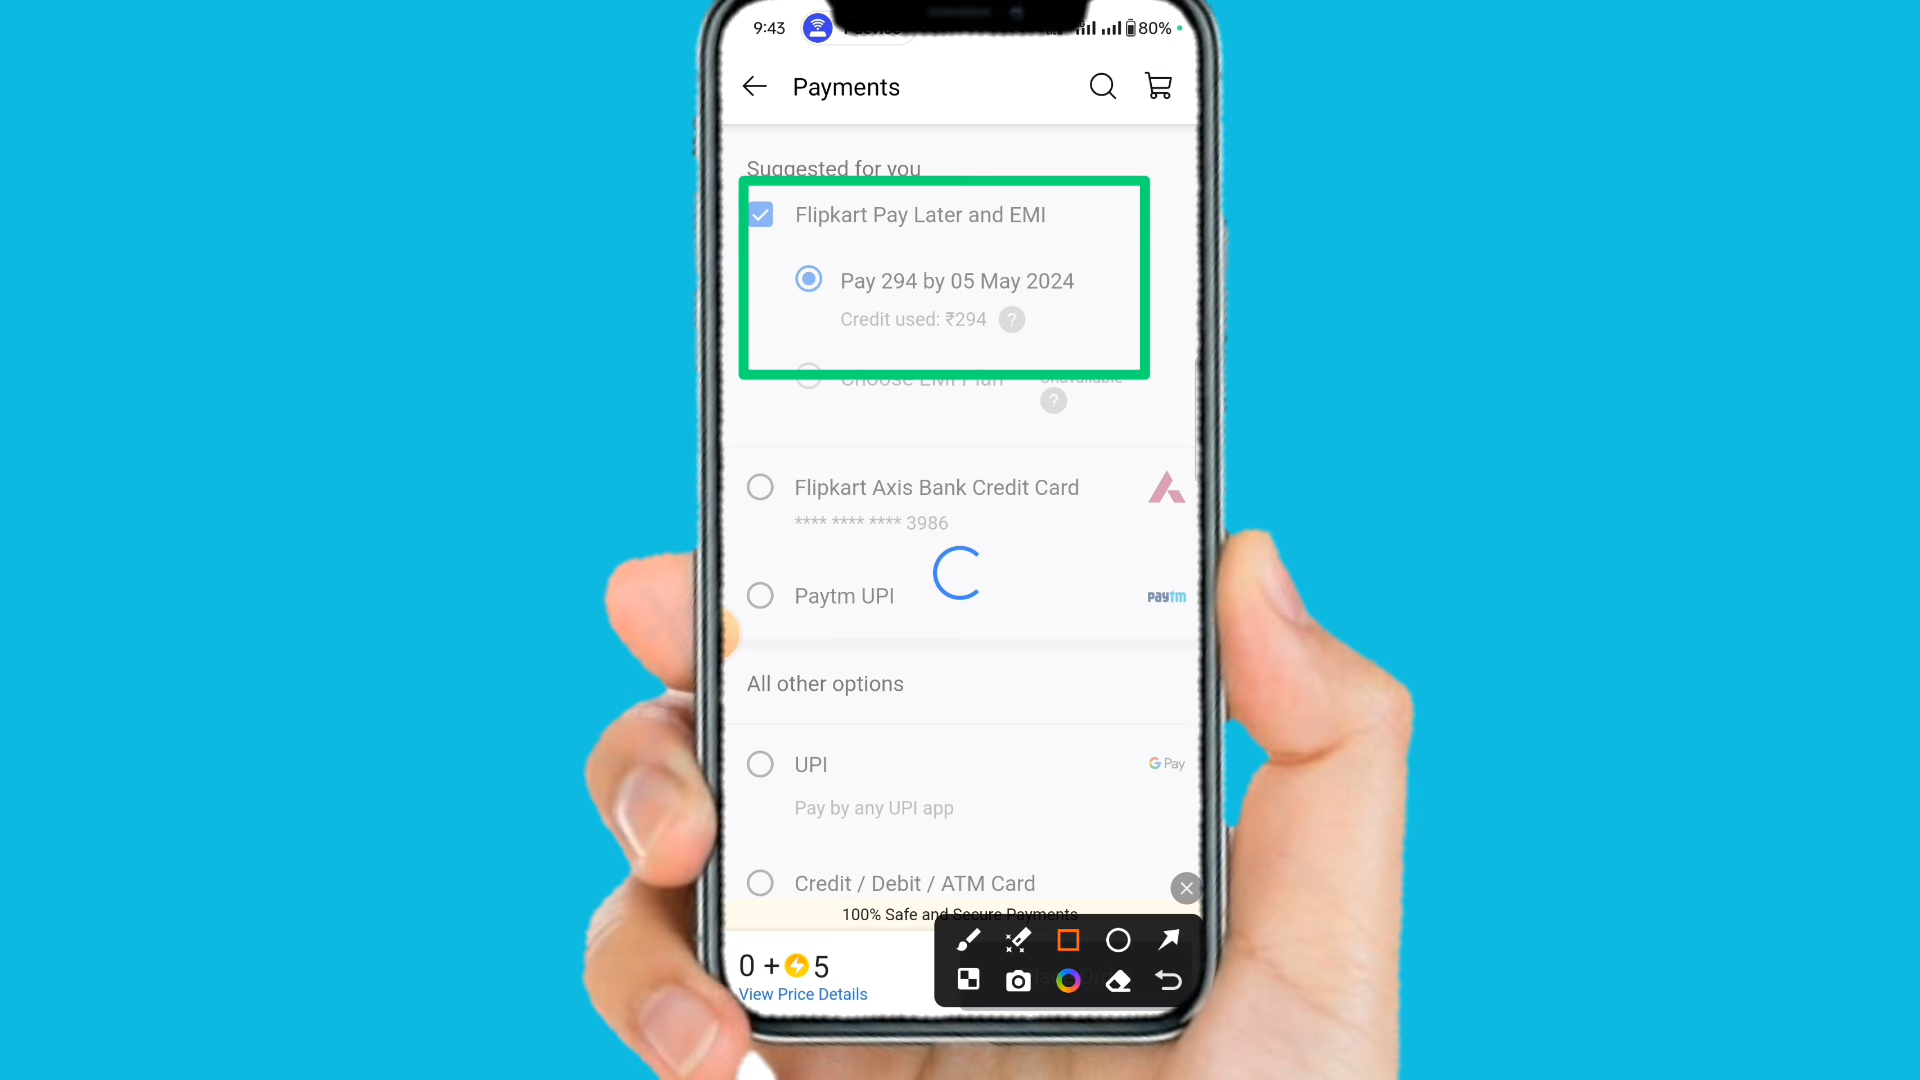 9:43
80%
Payments
Suggested for you
Flipkart Pay Later and EMI
Pay 294 by 05 May 2024
Credit used: ₹294 ?
Choose EMI Plan
Unavailable
?
Flipkart Axis Bank Credit Card
**** **** **** 3986
Paytm UPI
paytm
All other options
UPI
G Pay
Pay by any UPI app
Credit / Debit / ATM Card
100% Safe and Secure Payments
0 + 5
View Price Details